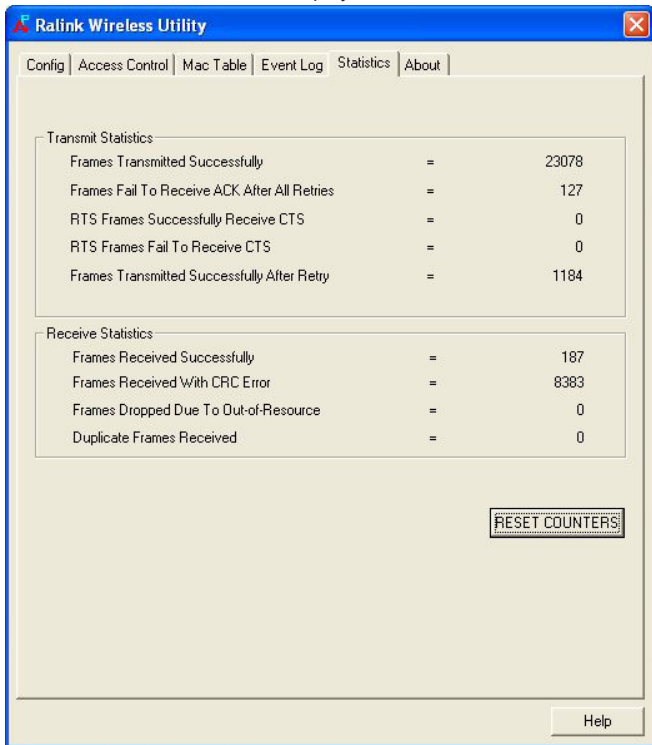 Ralink Wireless Utility
Config Access Control Mac Table Event Log Statistics About
Transmit Statistics
Frames Transmitted Successfully = 23078
Frames Fail To Receive ACK After All Retries = 127
RTS Frames Successfully Receive CTS = 0
RTS Frames Fail To Receive CTS = 0
Frames Transmitted Successfully After Retry = 1184
Receive Statistics
Frames Received Successfully = 187
Frames Received With CRC Error = 8383
Frames Dropped Due To Out-of-Resource = 0
Duplicate Frames Received = 0
RESET COUNTERS
Help